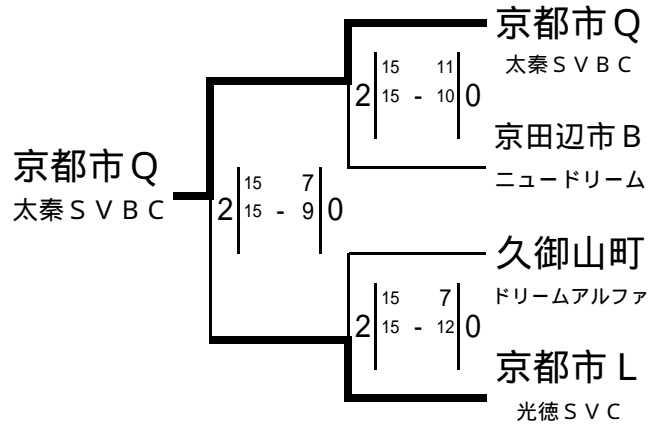 京都市Q
太秦ＳＶＢＣ
15 11
2 15 - 10 0
京田辺市B
ニュードリーム
京都市Q
太秦ＳＶＢＣ
15 7
2 15 - 9 0
久御山町
ドリームアルファ
15 7
2 15 - 12 0
京都市L
光徳ＳＶＣ